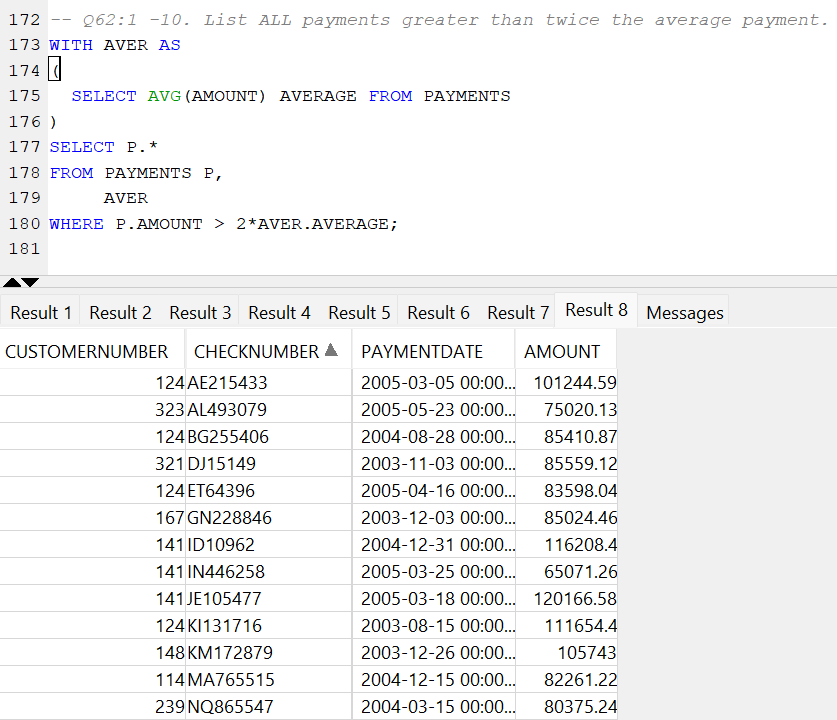 172 -- Q62:1 -10. List ALL payments greater than twice the average payment.
173 WITH AVER AS
174 (
175 SELECT AVG(AMOUNT) AVERAGE FROM PAYMENTS
176 )
177 SELECT P.*
178 FROM PAYMENTS P,
179 AVER
180 WHERE P.AMOUNT > 2*AVER.AVERAGE;
181
Result 1 Result 2 Result 3 Result 4 Result 5 Result 6 Result 7 Result 8 Messages
CUSTOMERNUMBER CHECKNUMBER PAYMENTDATE AMOUNT
124 AE215433 2005-03-05 00:00... 101244.59
323 AL493079 2005-05-23 00:00... 75020.13
124 BG255406 2004-08-28 00:00... 85410.87
321 DJ15149 2003-11-03 00:00... 85559.12
124 ET64396 2005-04-16 00:00... 83598.04
167 GN228846 2003-12-03 00:00... 85024.46
141 ID10962 2004-12-31 00:00... 116208.4
141 IN446258 2005-03-25 00:00... 65071.26
141 JE105477 2005-03-18 00:00... 120166.58
124 KI131716 2003-08-15 00:00... 111654.4
148 KM172879 2003-12-26 00:00... 105743
114 MA765515 2004-12-15 00:00... 82261.22
239 NQ865547 2004-03-15 00:00... 80375.24